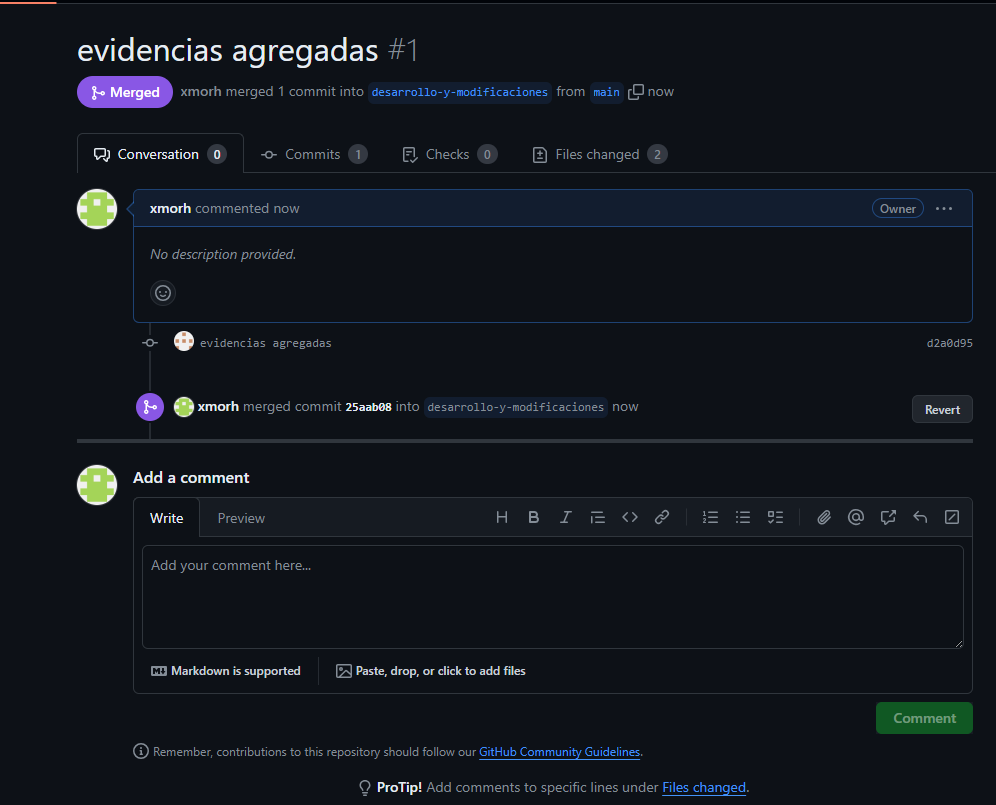 evidencias agregadas #1
Merged xmorh merged 1 commit into desarrollo-y-modificaciones from main now
Conversation 0 Commits 1 Checks 0 Files changed 2
xmorh commented now Owner
No description provided.
evidencias agregadas d2a0d95
xmorh merged commit 25aab08 into desarrollo-y-modificaciones now Revert
Add a comment
Write Preview
Add your comment here...
Markdown is supported Paste, drop, or click to add files
Comment
Remember, contributions to this repository should follow our GitHub Community Guidelines.
ProTip! Add comments to specific lines under Files changed.